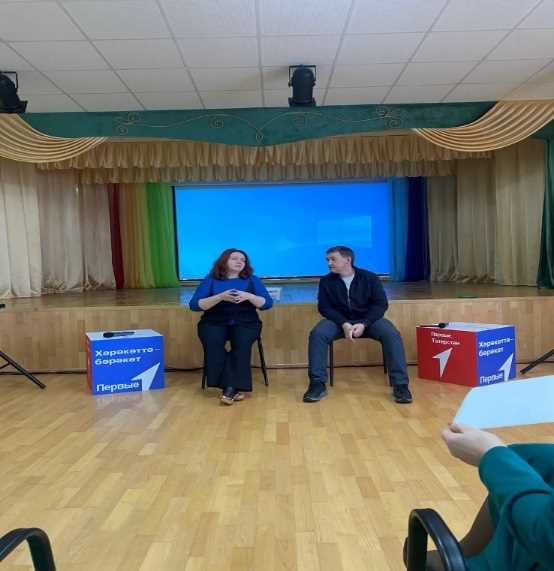 Хәрәкәттә –
бәрәкәт
Первые
Первые
Татарстан
Хәрәкәттә –
бәрәкәт
Первые